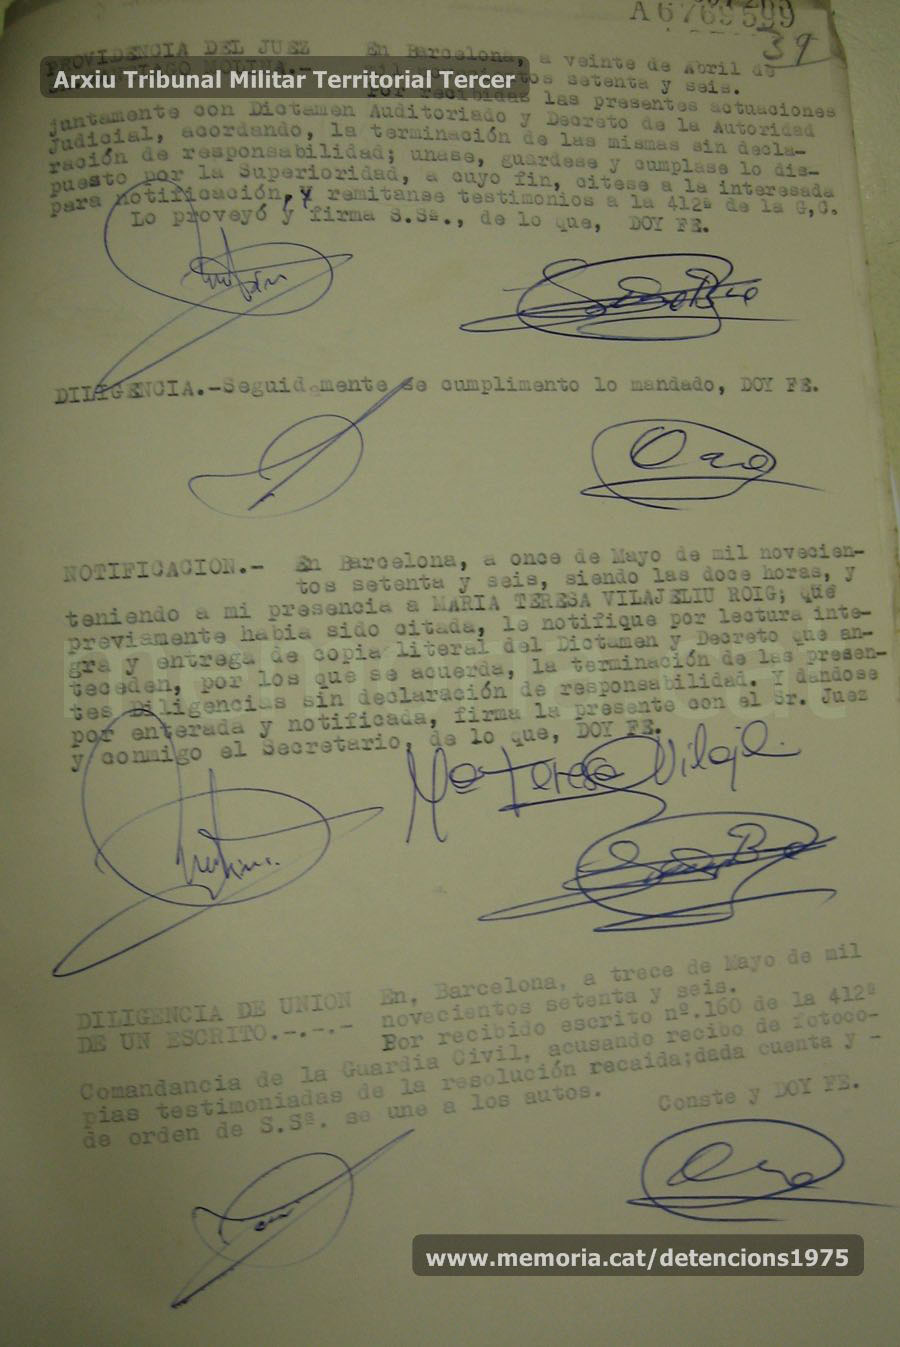 A6769599
39
PROVIDENCIA DEL JUEZ En Barcelona, a veinte de Abril de
MOLINA.- setenta y seis.
Arxiu Tribunal Militar Territorial Tercer
Por recibidas las presentes actuaciones
juntamente con Dictamen Auditoriado y Decreto de la Autoridad
Judicial, acordando, la terminación de las mismas sin decla-
ración de responsabilidad; unase, guardese y cumplase lo dis-
puesto por la Superioridad, a cuyo fin, citese a la interesada
para notificación, y remitanse testimonios a la 412ª de la G,C.
Lo proveyó y firma S.Sª., de lo que, DOY FE.
DILIGENCIA.-Seguidamente se cumplimento lo mandado, DOY FE.
NOTIFICACION.- En Barcelona, a once de Mayo de mil novecien-
tos setenta y seis, siendo las doce horas, y
teniendo a mi presencia a MARIA TERESA VILAJELIU ROIG; que
previamente habia sido citada, le notifique por lectura inte-
gra y entrega de copia literal del Dictamen y Decreto que an-
teceden, por los que se acuerda, la terminación de las presen-
tes Diligencias sin declaración de responsabilidad. Y dandose
por enterada y notificada, firma la presente con el Sr. Juez
y conmigo el Secretario, de lo que, DOY FE.
Mª Teresa Vilaje
DILIGENCIA DE UNION En, Barcelona, a trece de Mayo de mil
DE UN ESCRITO.-.-.- novecientos setenta y seis.
Por recibido escrito nº.160 de la 412ª
Comandancia de la Guardia Civil, acusando recibo de fotoco-
pias testimoniadas de la resolución recaida;dada cuenta y -
de orden de S.Sª. se une a los autos. Conste y DOY FE.
www.memoria.cat/detencions1975